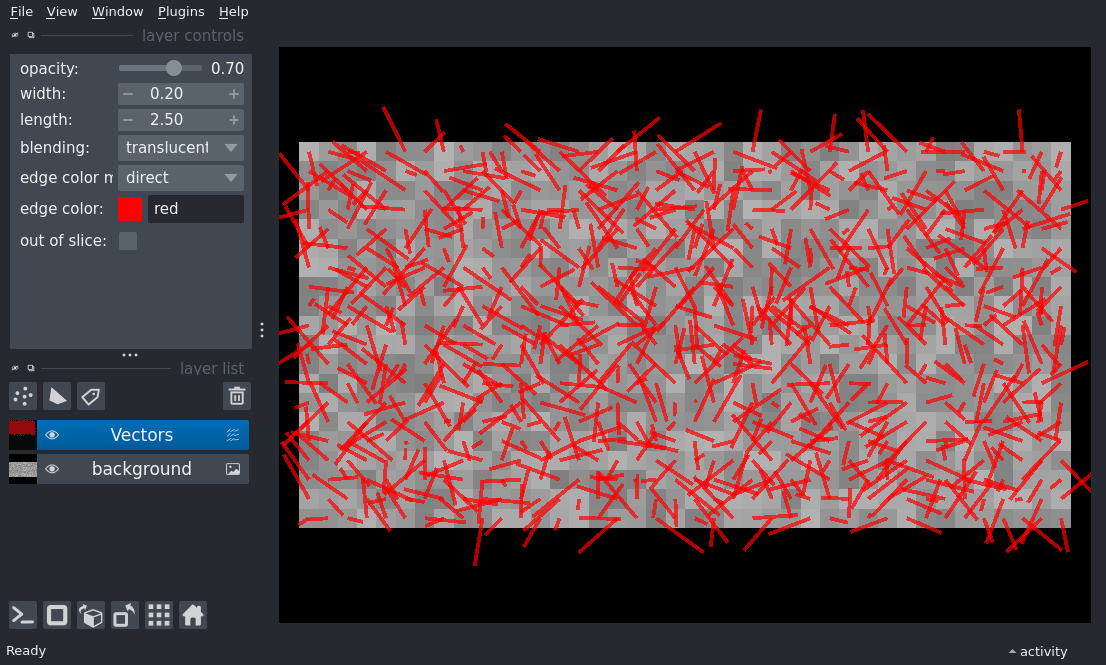 File View Window Plugins Help
layer controls
opacity: 0.70
width: − 0.20 +
length: − 2.50 +
blending: translucent
edge color m direct
edge color: red
out of slice:
layer list
Vectors
background
Ready
activity